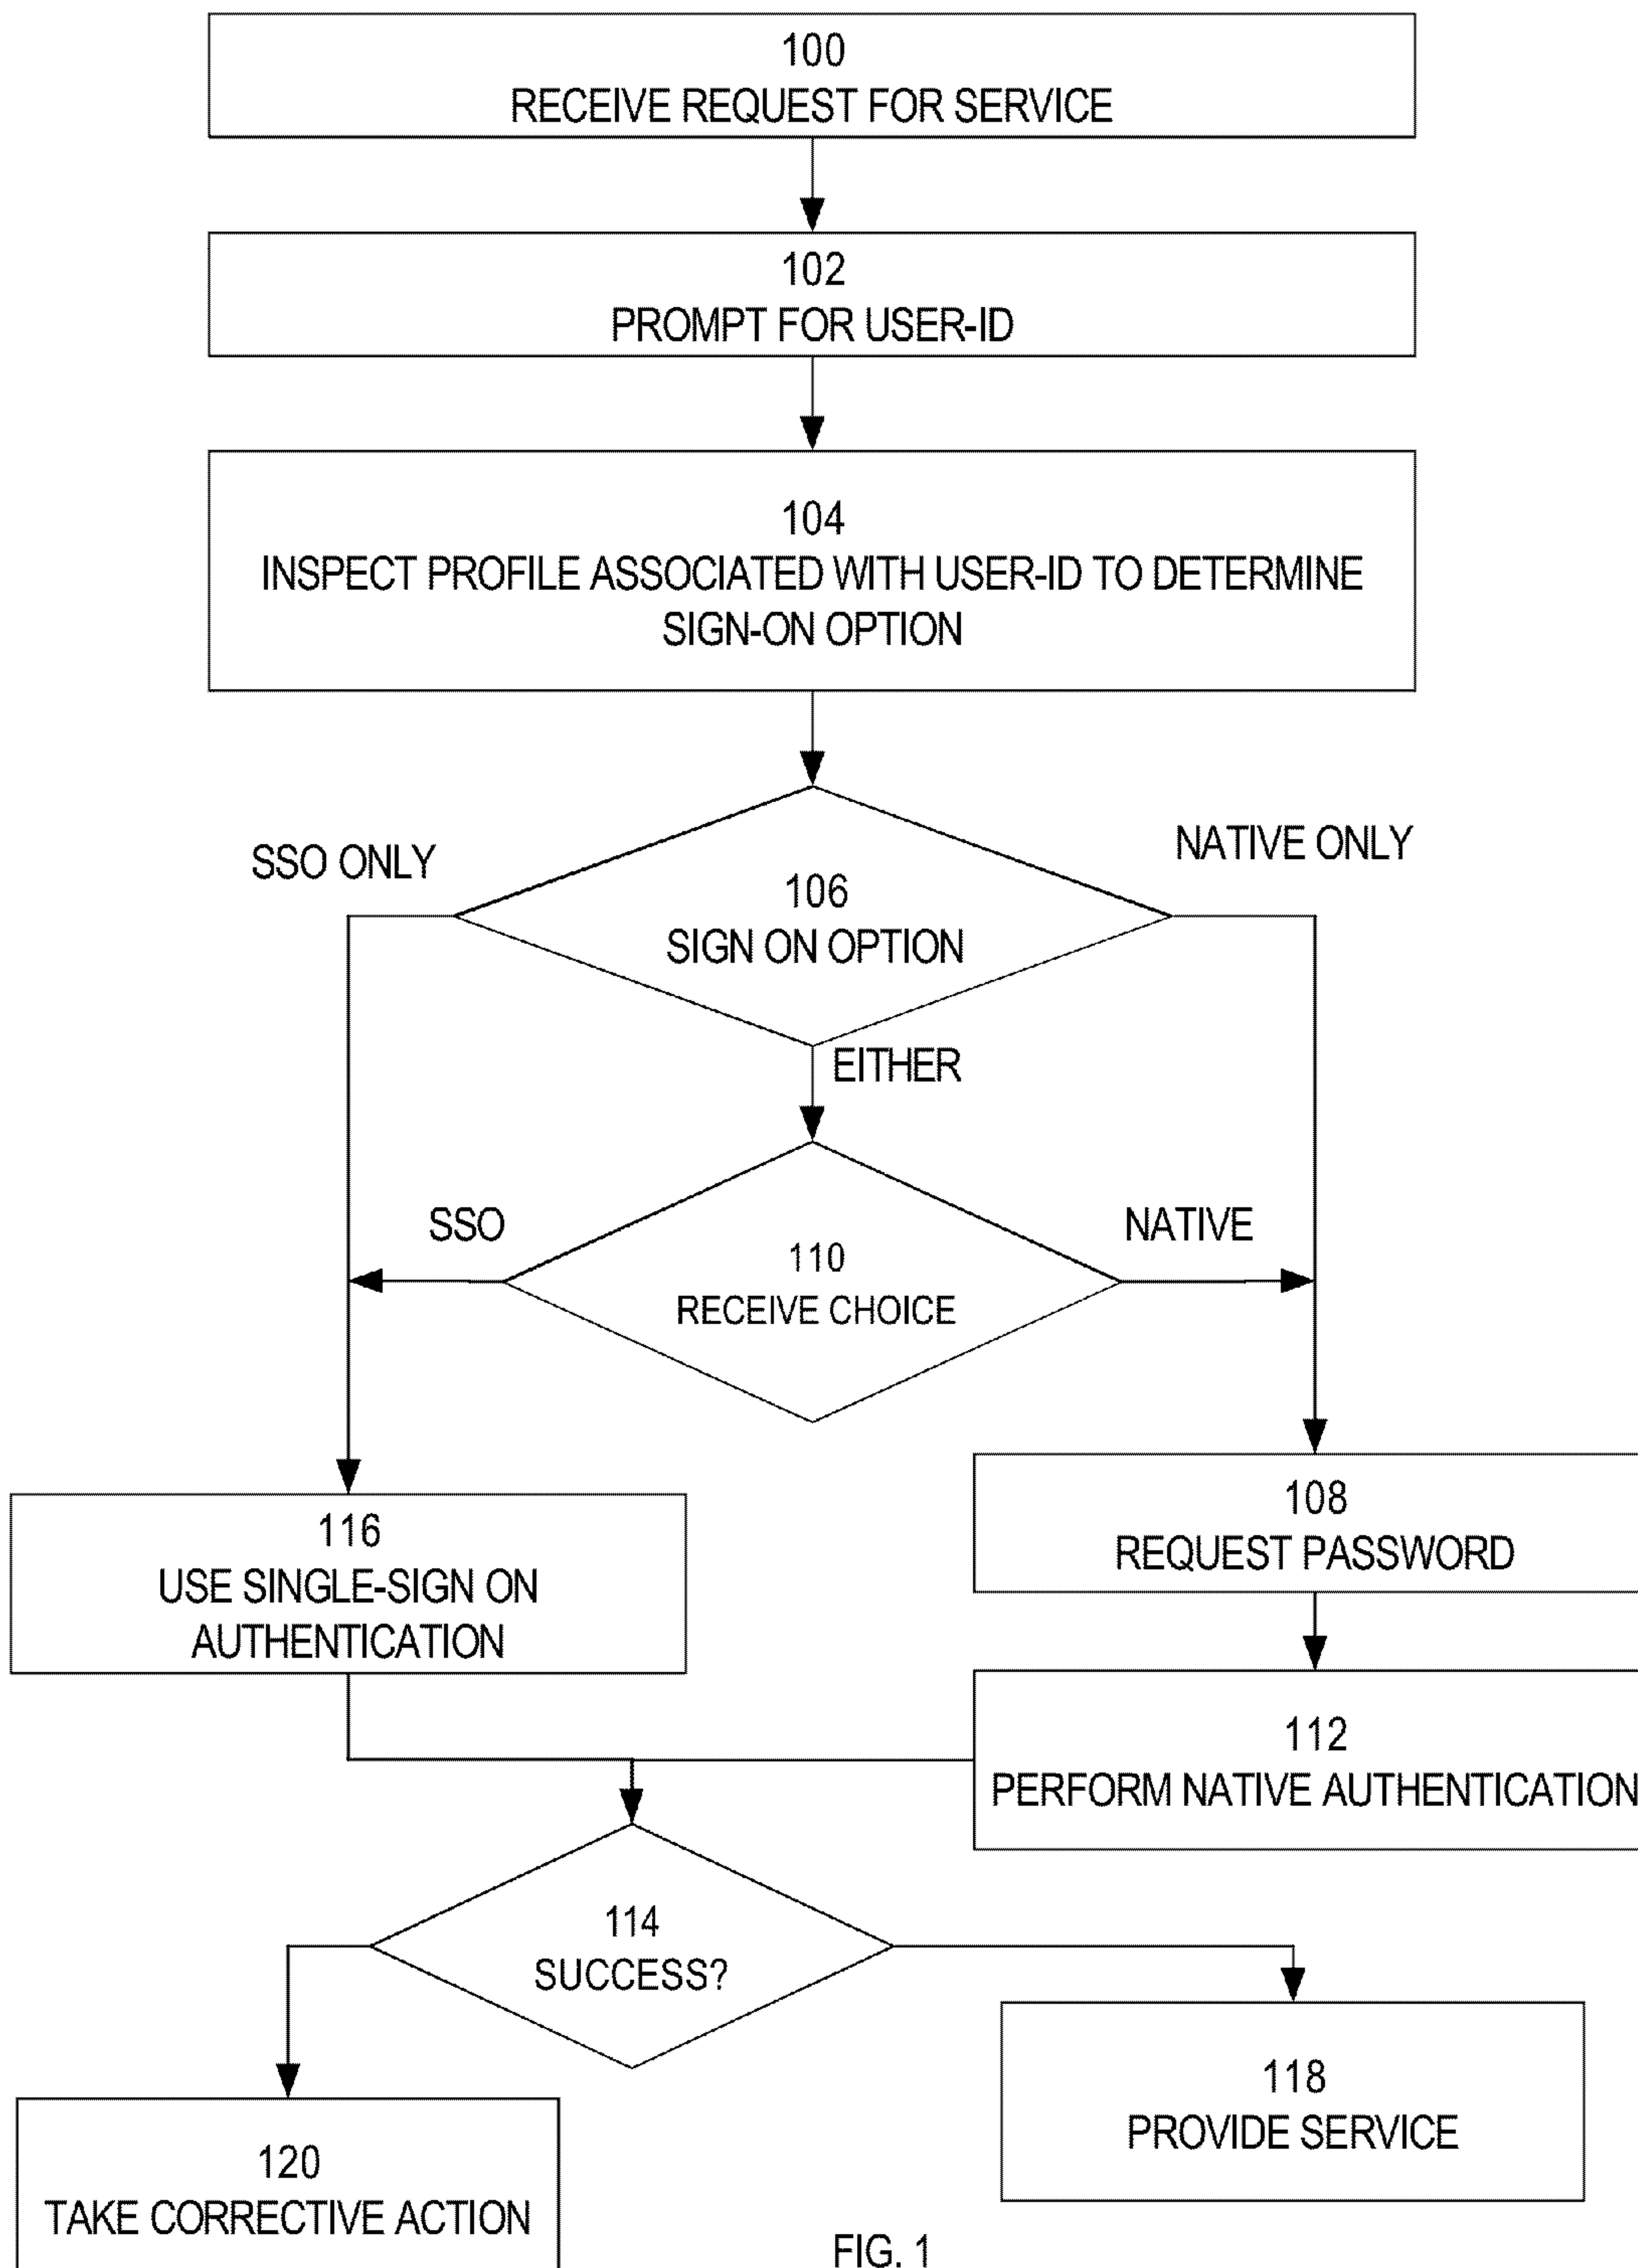 100
RECEIVE REQUEST FOR SERVICE
102
PROMPT FOR USER-ID
104
INSPECT PROFILE ASSOCIATED WITH USER-ID TO DETERMINE
SIGN-ON OPTION
SSO ONLY
NATIVE ONLY
106
SIGN ON OPTION
EITHER
SSO
NATIVE
110
RECEIVE CHOICE
116
USE SINGLE-SIGN ON
AUTHENTICATION
108
REQUEST PASSWORD
112
PERFORM NATIVE AUTHENTICATION
114
SUCCESS?
118
PROVIDE SERVICE
120
TAKE CORRECTIVE ACTION
FIG. 1